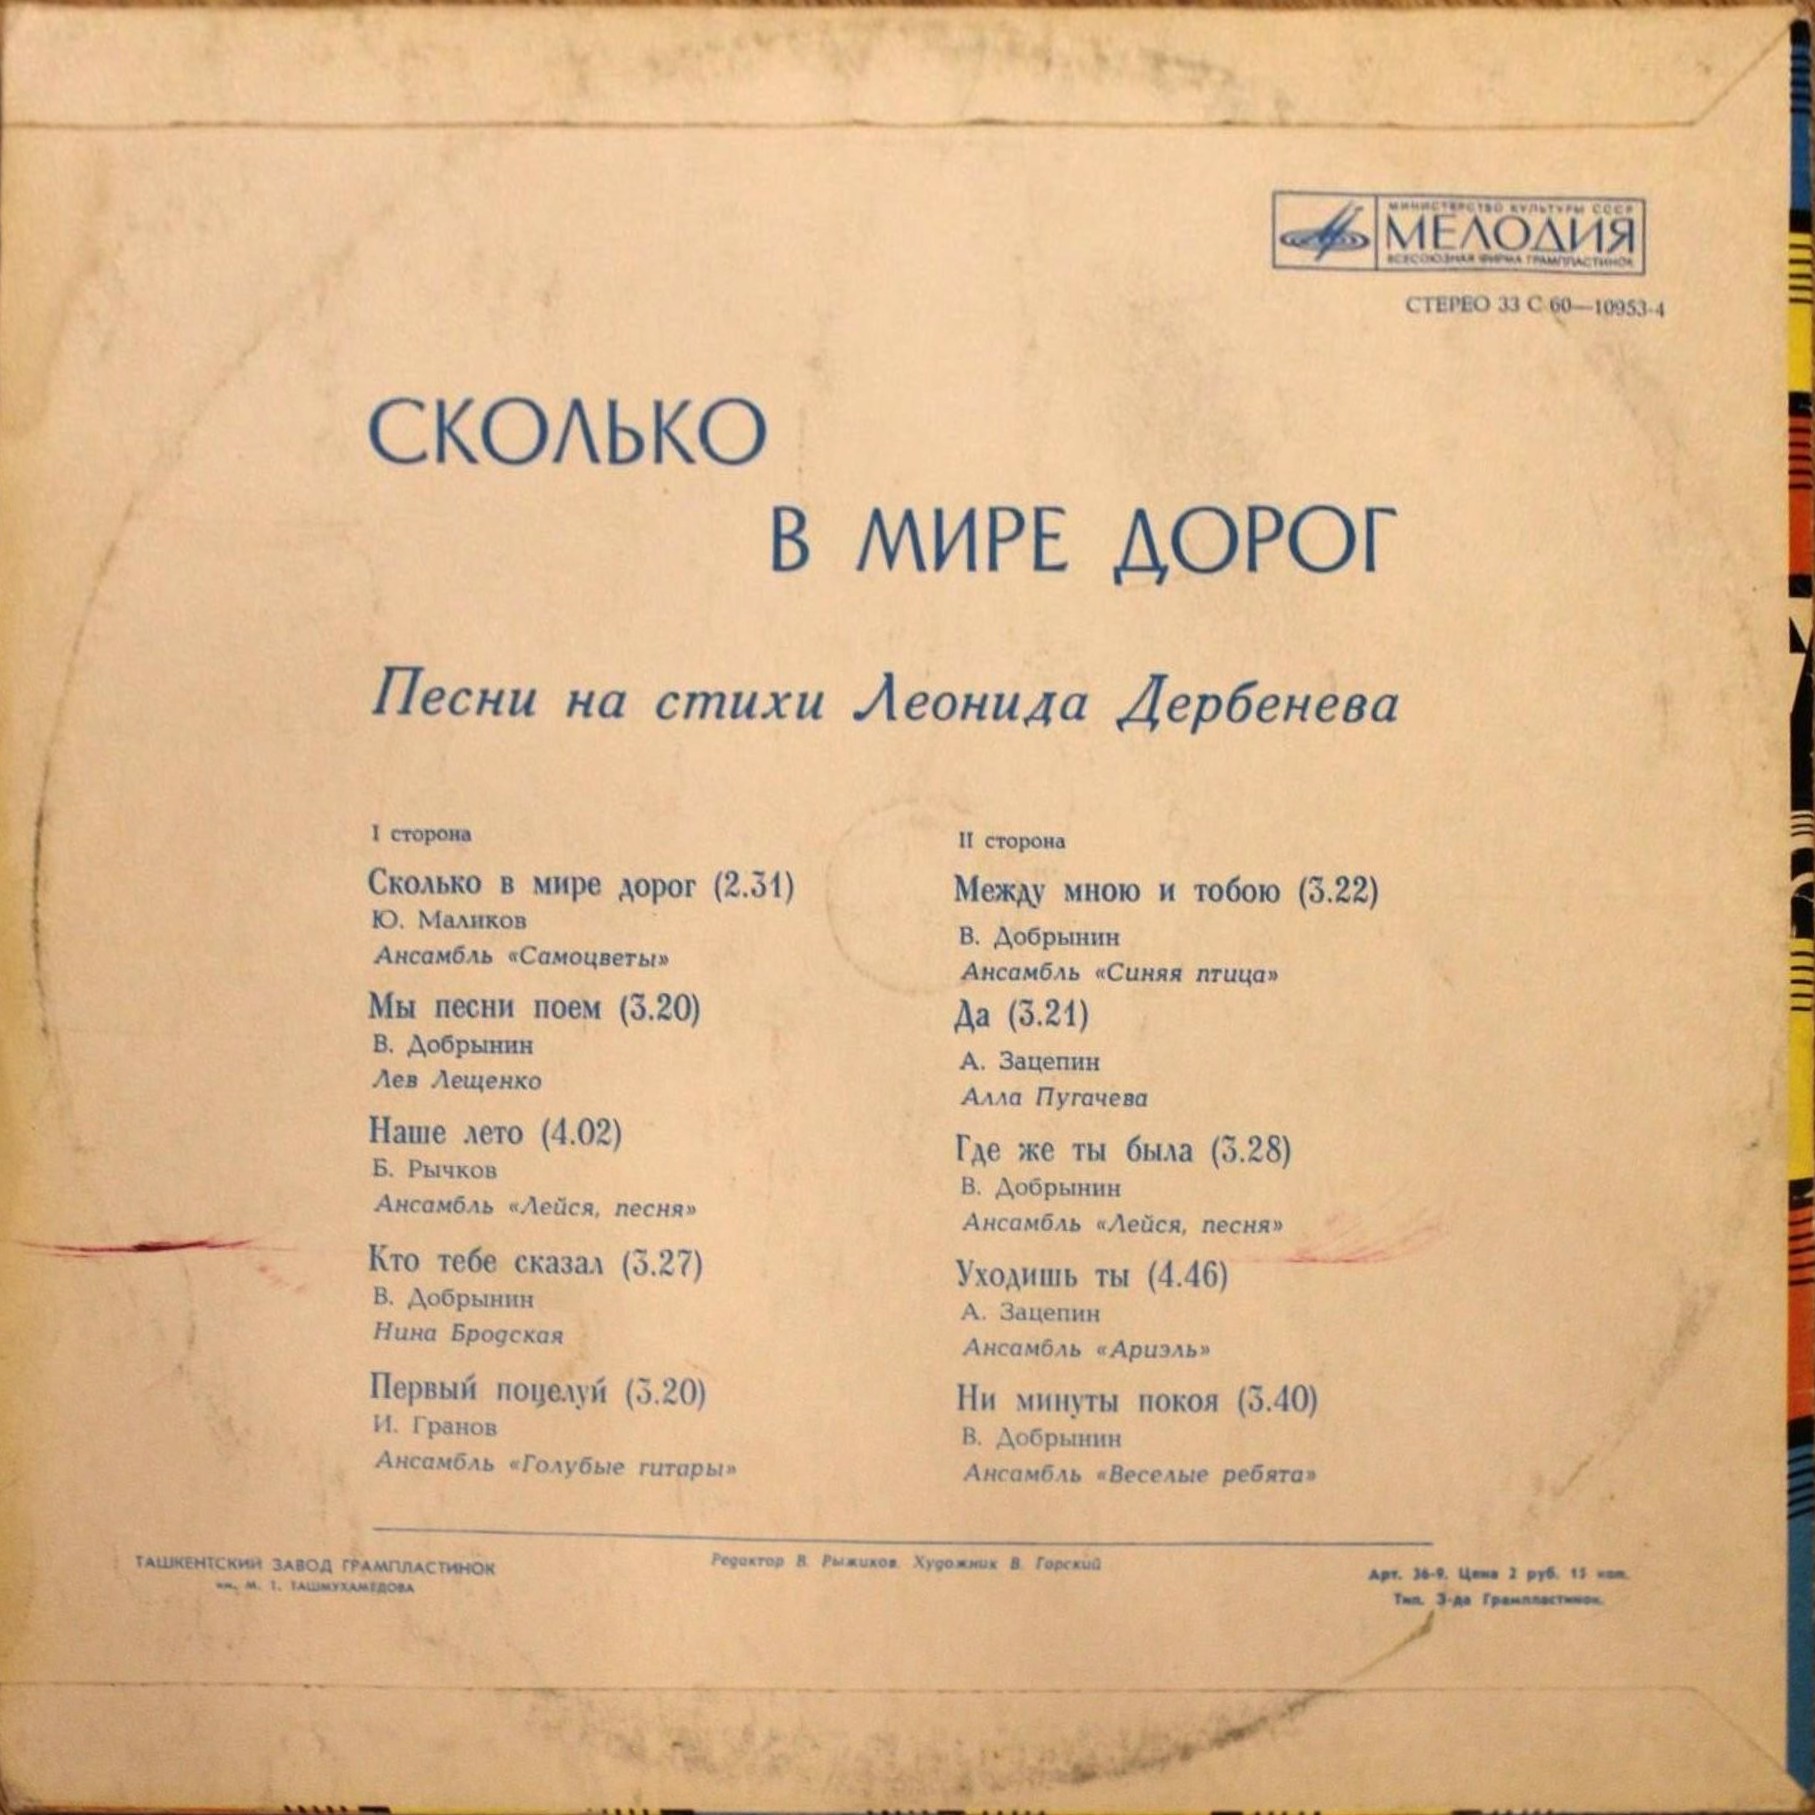 МИНИСТЕРСТВО КУЛЬТУРЫ СССР
МЕЛОДИЯ
ВСЕСОЮЗНАЯ ФИРМА ГРАМПЛАСТИНОК
СТЕРЕО 33 С 60—10953-4
СКОЛЬКО
В МИРЕ ДОРОГ
Песни на стихи Леонида Дербенева
I сторона
Сколько в мире дорог (2.31)
Ю. Маликов
Ансамбль «Самоцветы»
Мы песни поем (3.20)
В. Добрынин
Лев Лещенко
Наше лето (4.02)
Б. Рычков
Ансамбль «Лейся, песня»
Кто тебе сказал (3.27)
В. Добрынин
Нина Бродская
Первый поцелуй (3.20)
И. Гранов
Ансамбль «Голубые гитары»
II сторона
Между мною и тобою (3.22)
В. Добрынин
Ансамбль «Синяя птица»
Да (3.21)
А. Зацепин
Алла Пугачева
Где же ты была (3.28)
В. Добрынин
Ансамбль «Лейся, песня»
Уходишь ты (4.46)
А. Зацепин
Ансамбль «Ариэль»
Ни минуты покоя (3.40)
В. Добрынин
Ансамбль «Веселые ребята»
ТАШКЕНТСКИЙ ЗАВОД ГРАМПЛАСТИНОК
им. М. Т. ТАШМУХАМЕДОВА
Редактор В. Рыжиков. Художник В. Горский
Арт. 36-9. Цена 2 руб. 15 коп.
Тип. З-да Грампластинок.